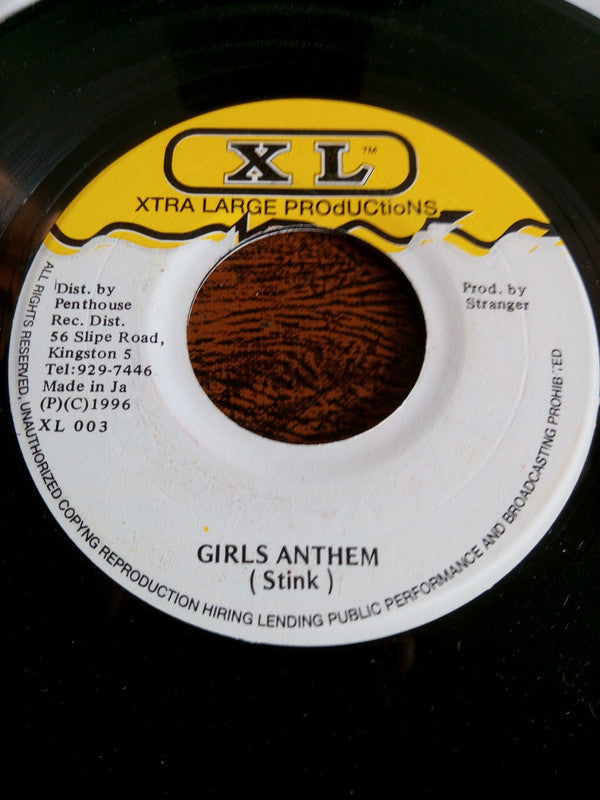 XL™
XTRA LARGE PROdUCtioNS
Dist. by
Penthouse
Rec. Dist.
56 Slipe Road,
Kingston 5
Tel:929-7446
Made in Ja
(P)(C)1996
XL 003
Prod. by
Stranger
GIRLS ANTHEM
( Stink )
ALL RIGHTS RESERVED, UNAUTHORIZED COPYNG REPRODUCTION HIRING LENDING PUBLIC PERFORMANCE AND BROADCASTING PROHIBITED